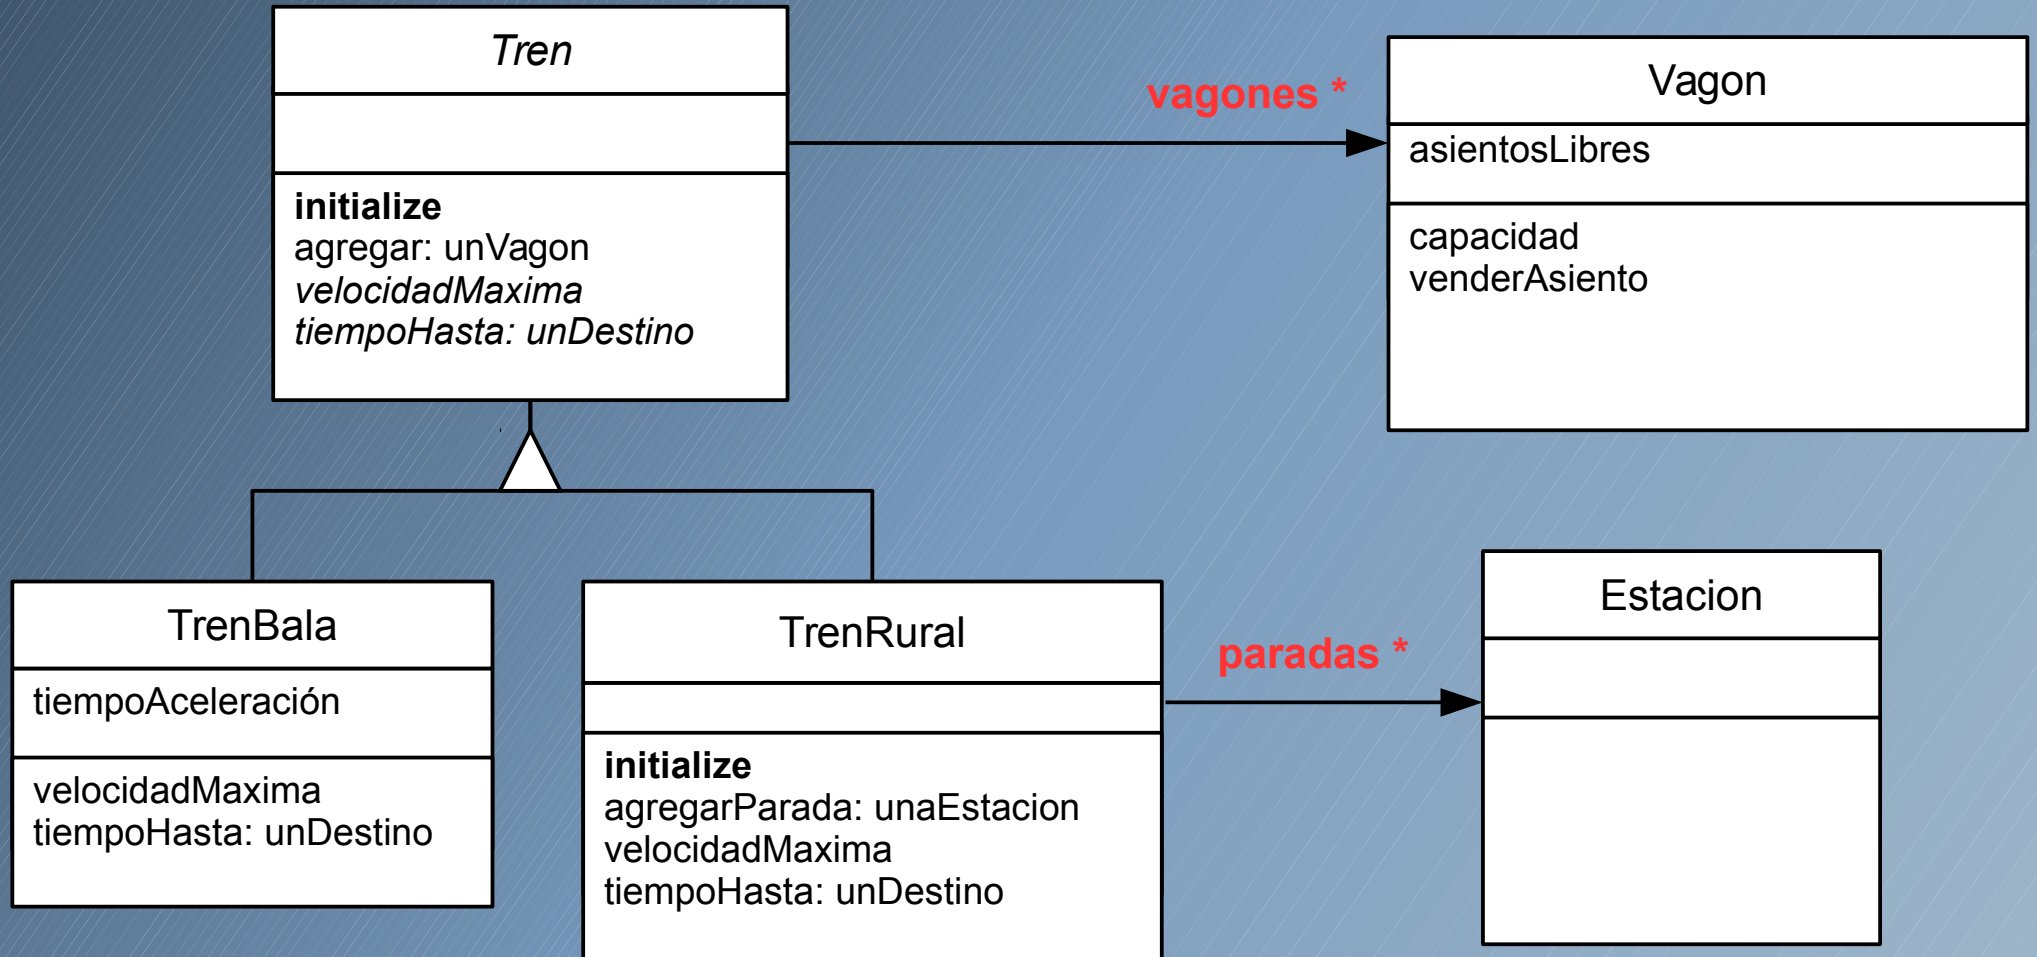 Tren
initialize
agregar: unVagon
velocidadMaxima
tiempoHasta: unDestino
vagones *
Vagon
asientosLibres
capacidad
venderAsiento
TrenBala
tiempoAceleración
velocidadMaxima
tiempoHasta: unDestino
TrenRural
initialize
agregarParada: unaEstacion
velocidadMaxima
tiempoHasta: unDestino
paradas *
Estacion